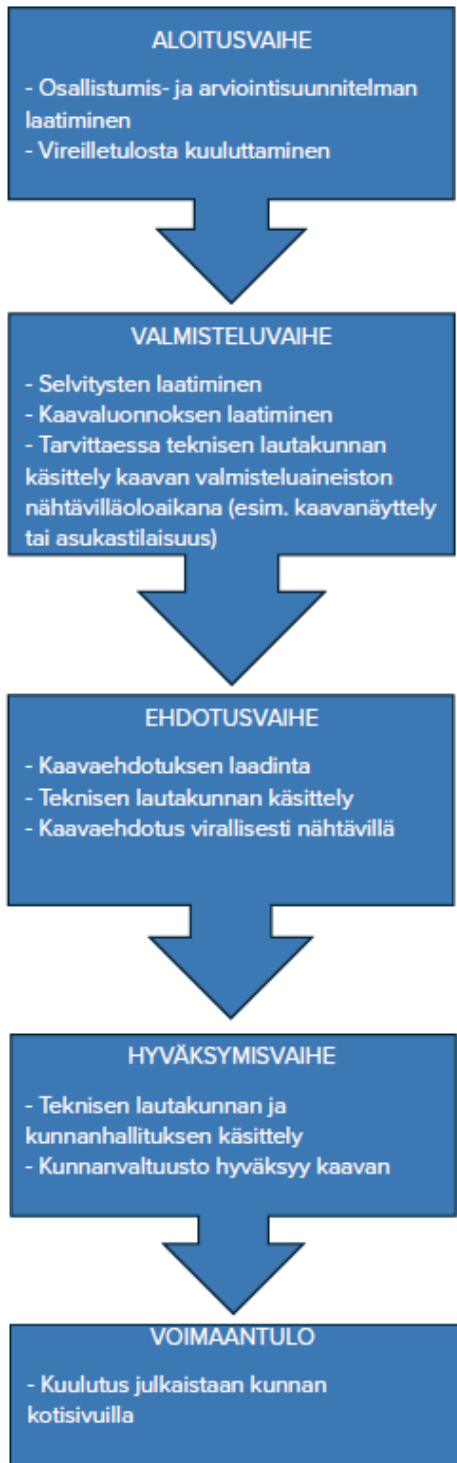 ALOITUSVAIHE
- Osallistumis- ja arviointisuunnitelman
laatiminen
- Vireilletulosta kuuluttaminen
VALMISTELUVAIHE
- Selvitysten laatiminen
- Kaavaluonnoksen laatiminen
- Tarvittaessa teknisen lautakunnan
käsittely kaavan valmisteluaineiston
nähtävilläoloaikana (esim. kaavanäyttely
tai asukastilaisuus)
EHDOTUSVAIHE
- Kaavaehdotuksen laadinta
- Teknisen lautakunnan käsittely
- Kaavaehdotus virallisesti nähtävillä
HYVÄKSYMISVAIHE
- Teknisen lautakunnan ja
kunnanhallituksen käsittely
- Kunnanvaltuusto hyväksyy kaavan
VOIMAANTULO
- Kuulutus julkaistaan kunnan
kotisivuilla